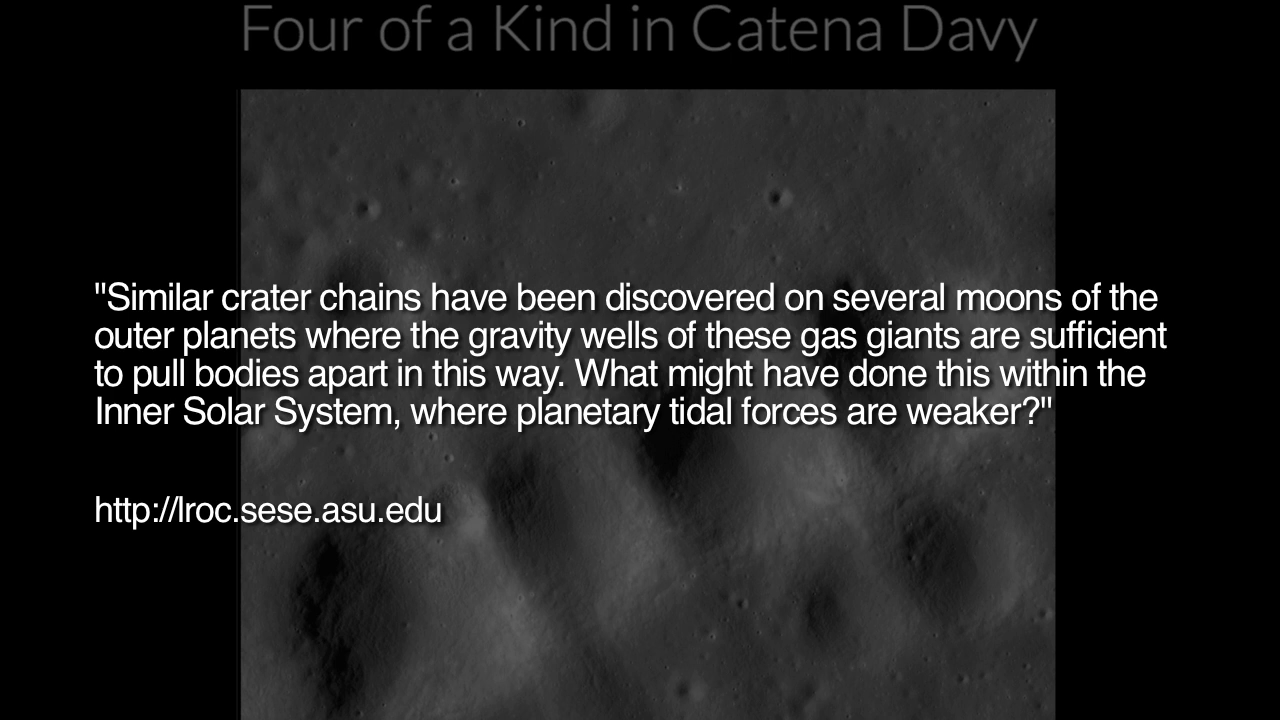 Four of a Kind in Catena Davy
"Similar crater chains have been discovered on several moons of the
outer planets where the gravity wells of these gas giants are sufficient
to pull bodies apart in this way. What might have done this within the
Inner Solar System, where planetary tidal forces are weaker?"
http://lroc.sese.asu.edu